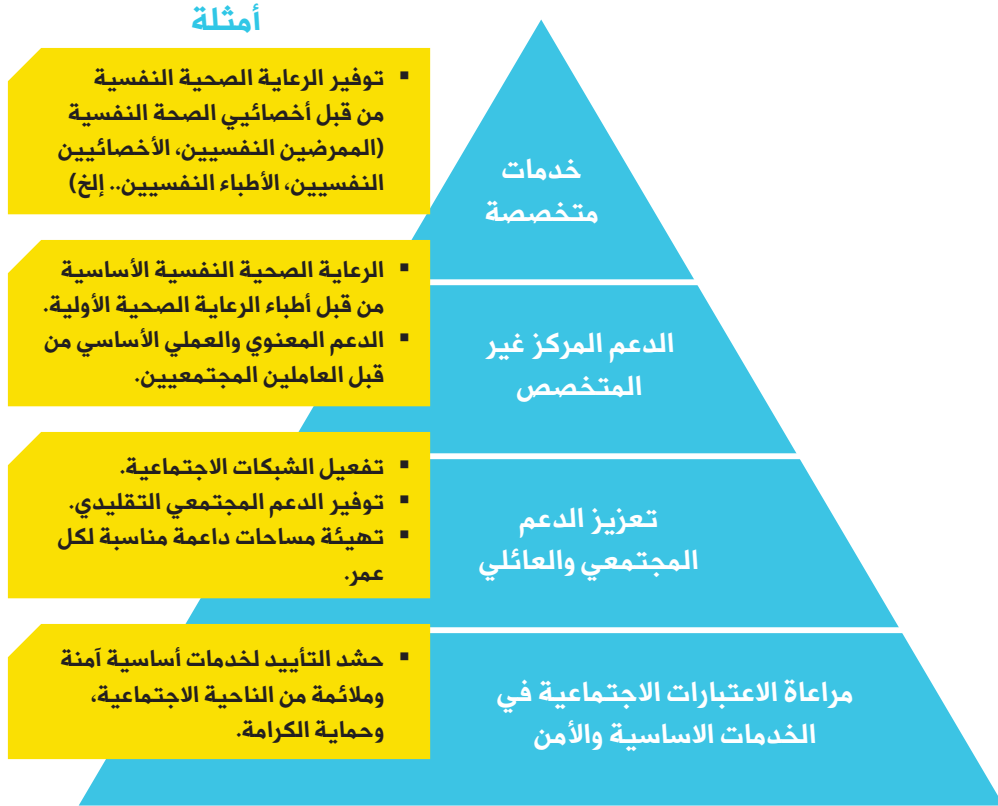 أمثلة
▪ توفير الرعاية الصحية النفسية
من قبل أخصائيي الصحة النفسية
(الممرضين النفسيين، الأخصائيين
النفسيين، الأطباء النفسيين.. إلخ)
خدمات
متخصصة
▪ الرعاية الصحية النفسية الأساسية
من قبل أطباء الرعاية الصحية الأولية.
▪ الدعم المعنوي والعملي الأساسي من
قبل العاملين المجتمعيين.
الدعم المركز غير
المتخصص
▪ تفعيل الشبكات الاجتماعية.
▪ توفير الدعم المجتمعي التقليدي.
▪ تهيئة مساحات داعمة مناسبة لكل
عمر.
تعزيز الدعم
المجتمعي والعائلي
▪ حشد التأييد لخدمات أساسية آمنة
وملائمة من الناحية الاجتماعية،
وحماية الكرامة.
مراعاة الاعتبارات الاجتماعية في
الخدمات الاساسية والأمن